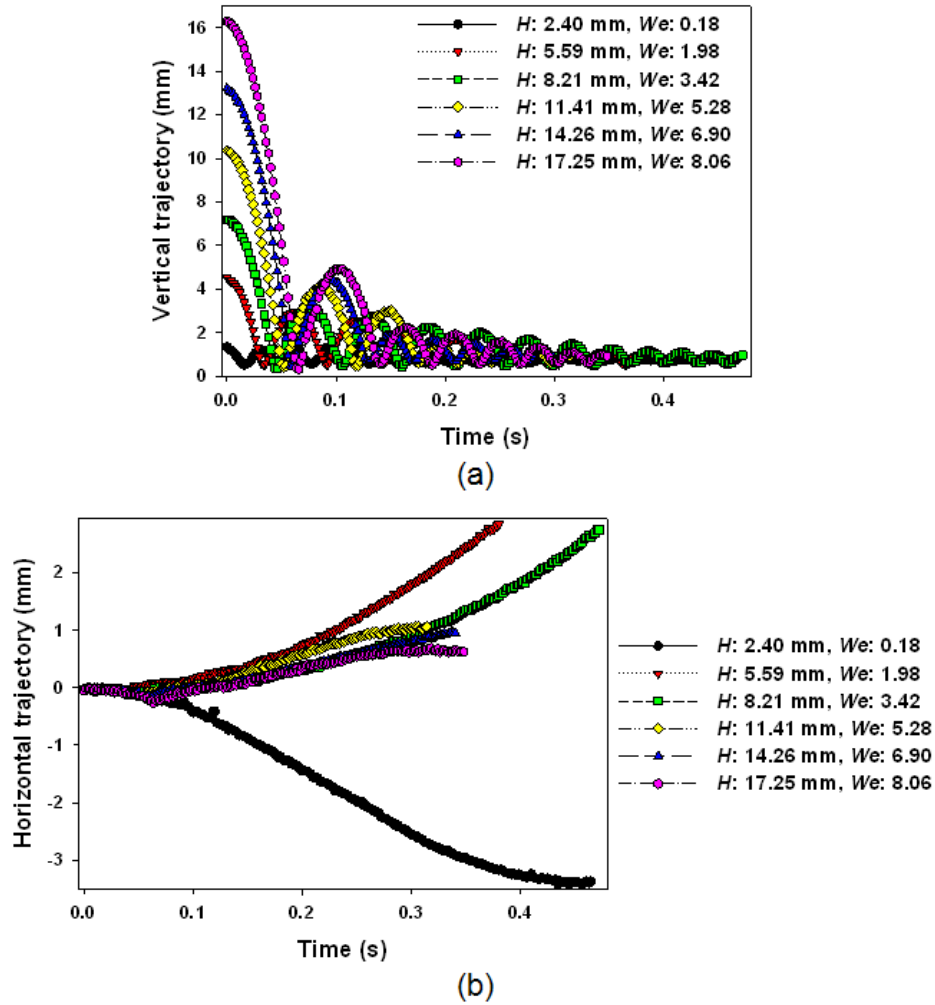 Vertical trajectory (mm)
16
14
12
10
8
6
4
2
0
H: 2.40 mm, We: 0.18
H: 5.59 mm, We: 1.98
H: 8.21 mm, We: 3.42
H: 11.41 mm, We: 5.28
H: 14.26 mm, We: 6.90
H: 17.25 mm, We: 8.06
0.0 0.1 0.2 0.3 0.4
Time (s)
(a)
Horizontal trajectory (mm)
2
1
0
-1
-2
-3
H: 2.40 mm, We: 0.18
H: 5.59 mm, We: 1.98
H: 8.21 mm, We: 3.42
H: 11.41 mm, We: 5.28
H: 14.26 mm, We: 6.90
H: 17.25 mm, We: 8.06
0.0 0.1 0.2 0.3 0.4
Time (s)
(b)